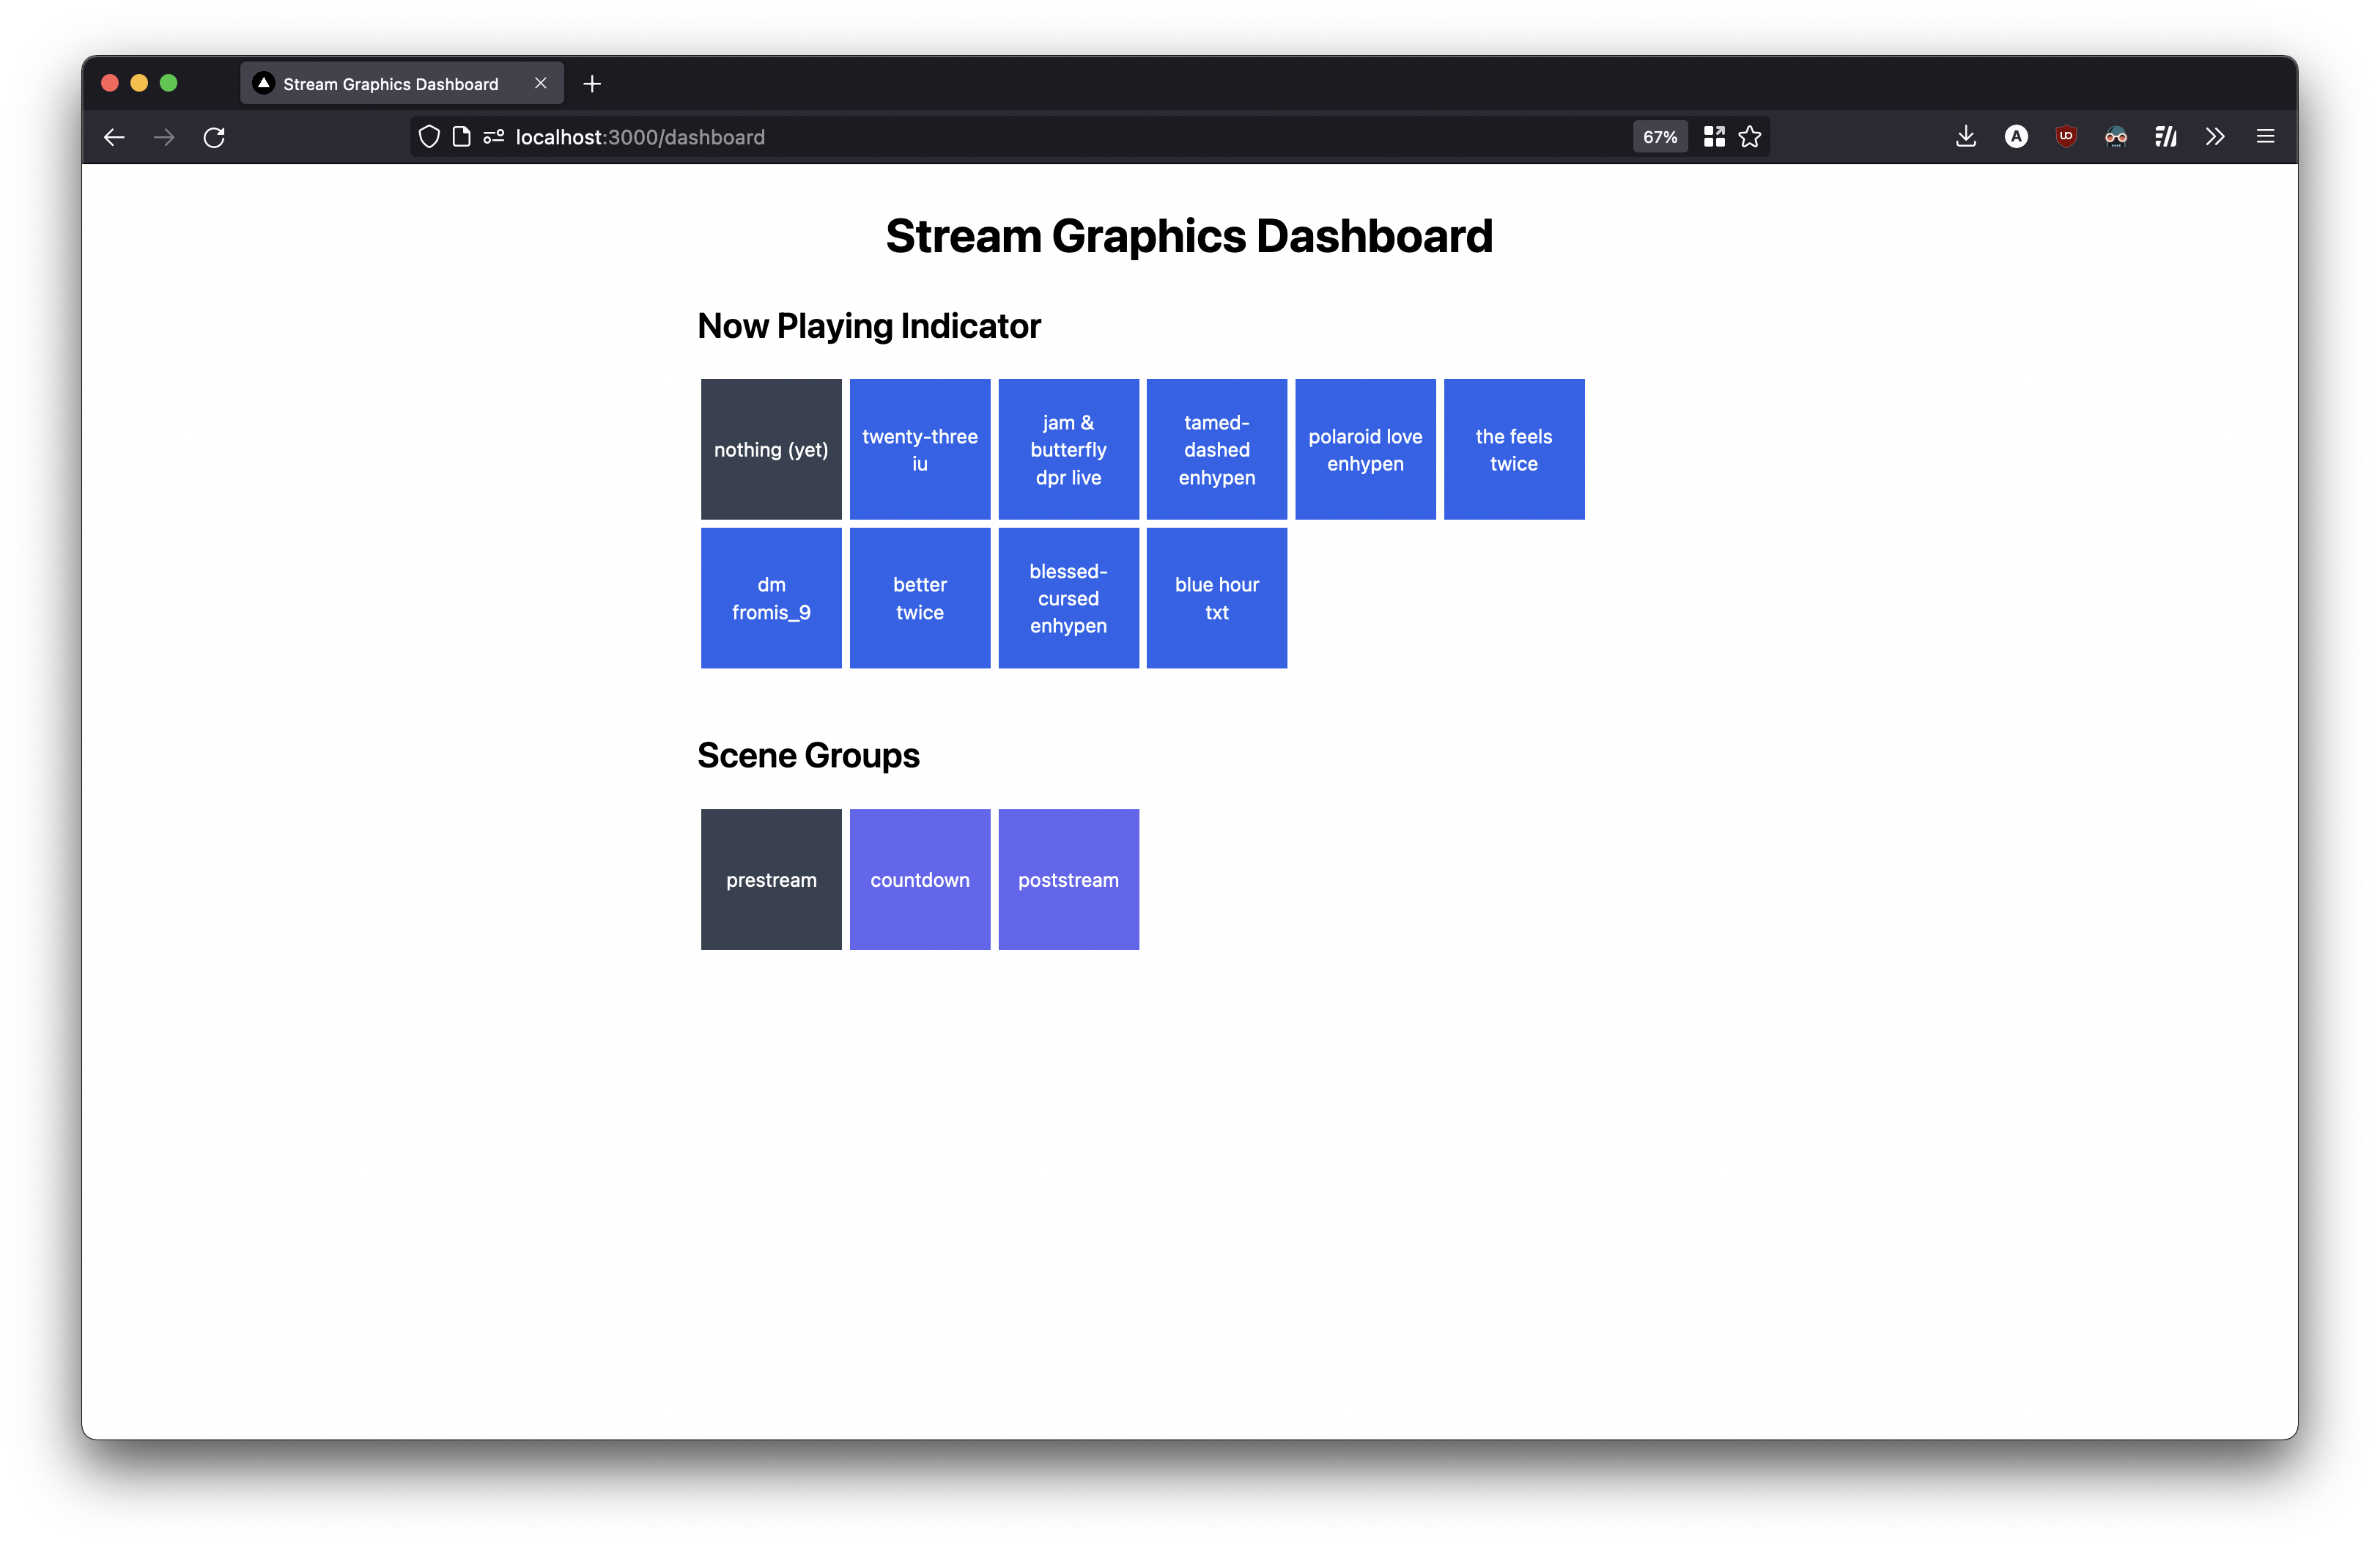 Stream Graphics Dashboard
localhost:3000/dashboard
67%
A
Stream Graphics Dashboard
Now Playing Indicator
nothing (yet)
twenty-three
iu
jam &
butterfly
dpr live
tamed-
dashed
enhypen
polaroid love
enhypen
the feels
twice
dm
fromis_9
better
twice
blessed-
cursed
enhypen
blue hour
txt
Scene Groups
prestream
countdown
poststream